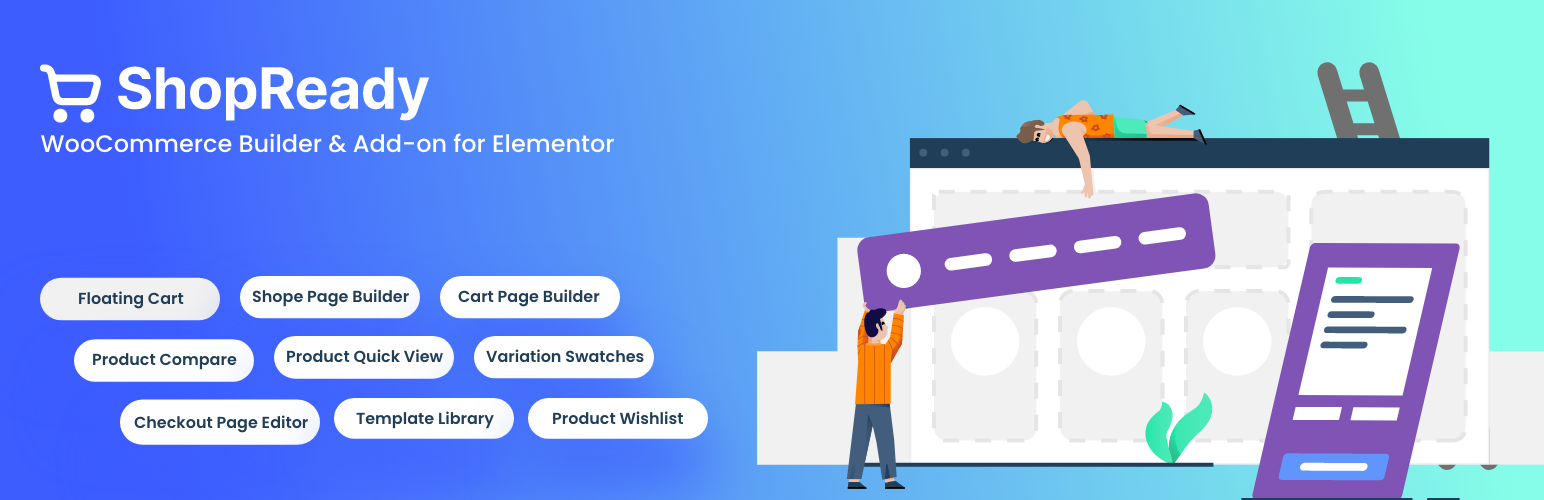 ShopReady
WooCommerce Builder & Add-on for Elementor
Floating Cart
Shope Page Builder
Cart Page Builder
Product Compare
Product Quick View
Variation Swatches
Checkout Page Editor
Template Library
Product Wishlist